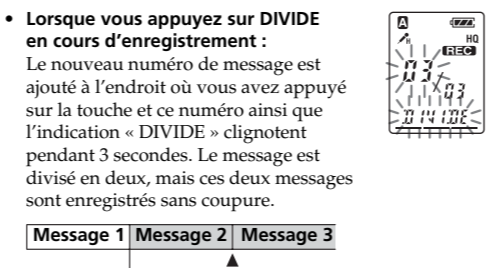 • Lorsque vous appuyez sur DIVIDE
en cours d’enregistrement :
Le nouveau numéro de message est
ajouté à l’endroit où vous avez appuyé
sur la touche et ce numéro ainsi que
l’indication « DIVIDE » clignotent
pendant 3 secondes. Le message est
divisé en deux, mais ces deux messages
sont enregistrés sans coupure.
A
HQ
REC
03
03
DIVIDE
Message 1 Message 2 Message 3